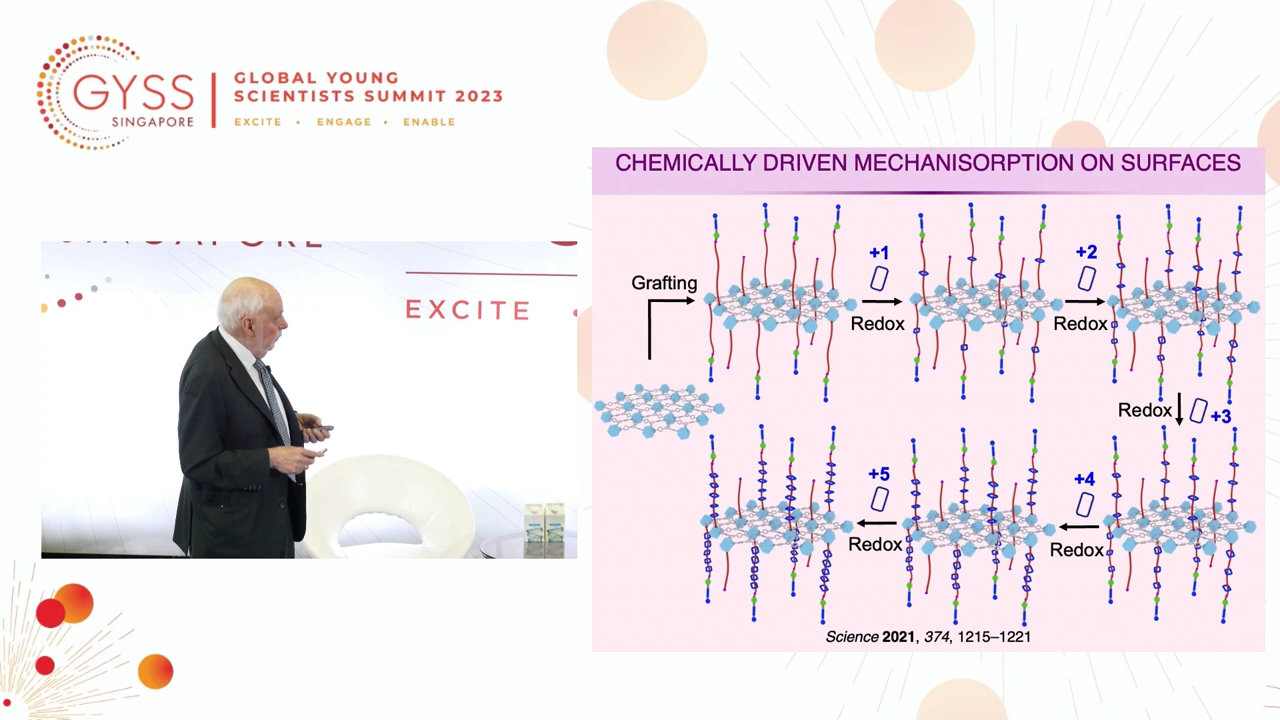 GYSS
SINGAPORE
GLOBAL YOUNG
SCIENTISTS SUMMIT 2023
EXCITE • ENGAGE • ENABLE
SINGAPORE
EXCITE
CHEMICALLY DRIVEN MECHANISORPTION ON SURFACES
Grafting
+1
Redox
+2
Redox
Redox
+3
+5
Redox
+4
Redox
Science 2021, 374, 1215–1221